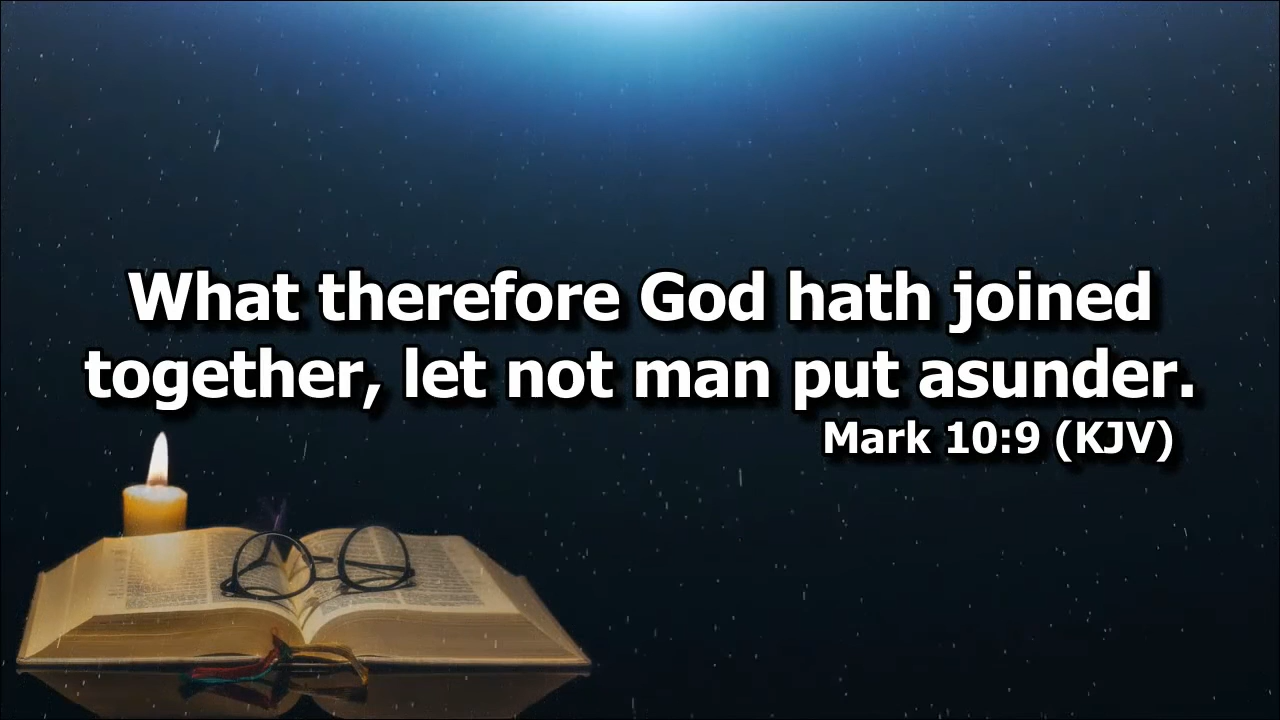 What therefore God hath joined
together, let not man put asunder.
Mark 10:9 (KJV)